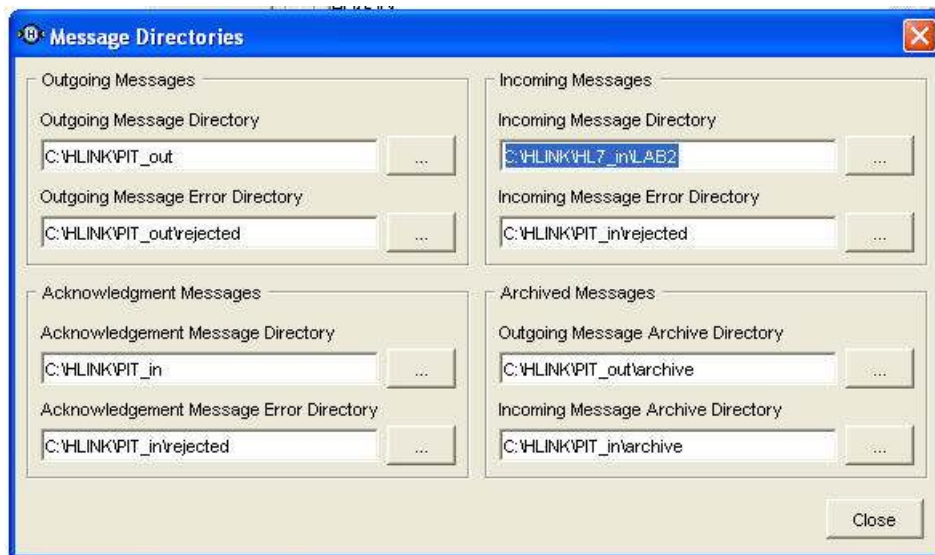 Message Directories
Outgoing Messages
Outgoing Message Directory
C:\HLINK\PIT_out
...
Outgoing Message Error Directory
C:\HLINK\PIT_out\rejected
...
Incoming Messages
Incoming Message Directory
C:\HLINK\HL7_in\LAB2
...
Incoming Message Error Directory
C:\HLINK\PIT_in\rejected
...
Acknowledgment Messages
Acknowledgement Message Directory
C:\HLINK\PIT_in
...
Acknowledgement Message Error Directory
C:\HLINK\PIT_in\rejected
...
Archived Messages
Outgoing Message Archive Directory
C:\HLINK\PIT_out\archive
...
Incoming Message Archive Directory
C:\HLINK\PIT_in\archive
...
Close